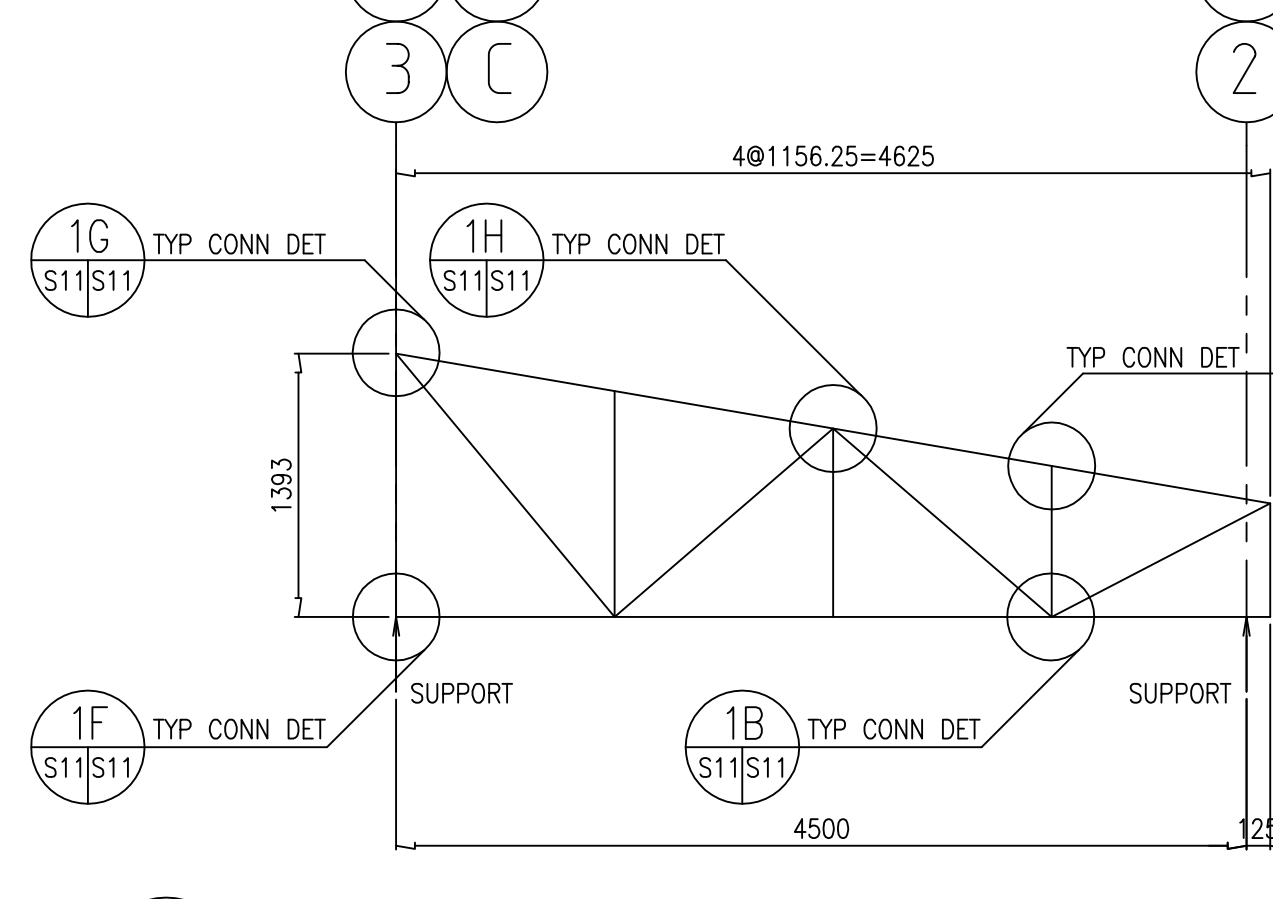 3 C 2
4@1156.25=4625
1G TYP CONN DET
S11 S11
1H TYP CONN DET
S11 S11
TYP CONN DET
1393
SUPPORT
SUPPORT
1F TYP CONN DET
S11 S11
1B TYP CONN DET
S11 S11
4500
125